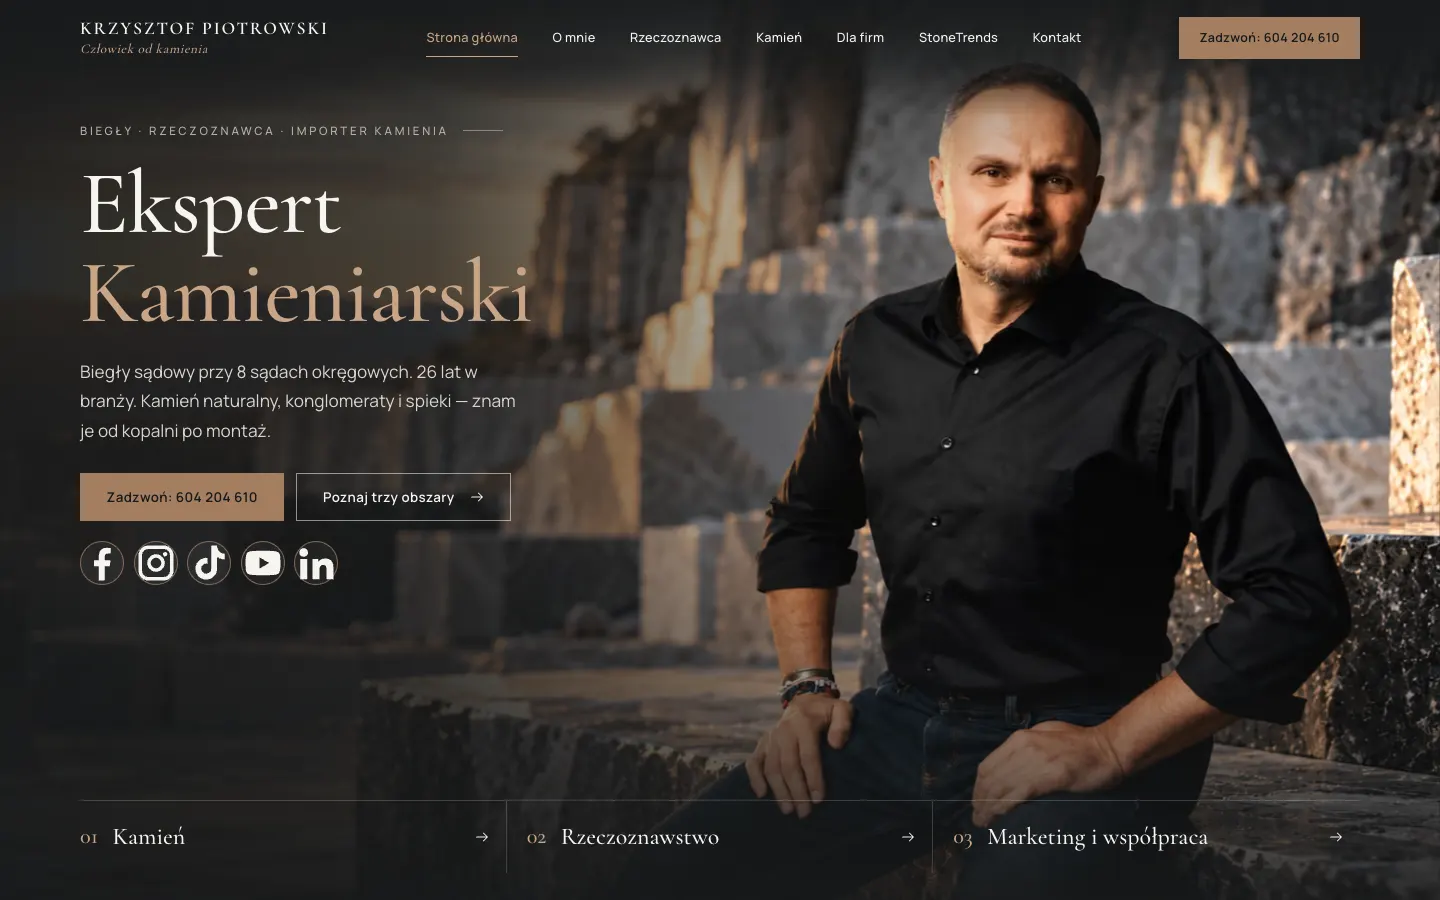 KRZYSZTOF PIOTROWSKI
Człowiek od kamienia
Strona główna
O mnie
Rzeczoznawca
Kamień
Dla firm
StoneTrends
Kontakt
Zadzwoń: 604 204 610
BIEGŁY · RZECZOZNAWCA · IMPORTER KAMIENIA
Ekspert
Kamieniarski
Biegły sądowy przy 8 sądach okręgowych. 26 lat w
branży. Kamień naturalny, konglomeraty i spieki — znam
je od kopalni po montaż.
Zadzwoń: 604 204 610
Poznaj trzy obszary →
01 Kamień →
02 Rzeczoznawstwo →
03 Marketing i współpraca →